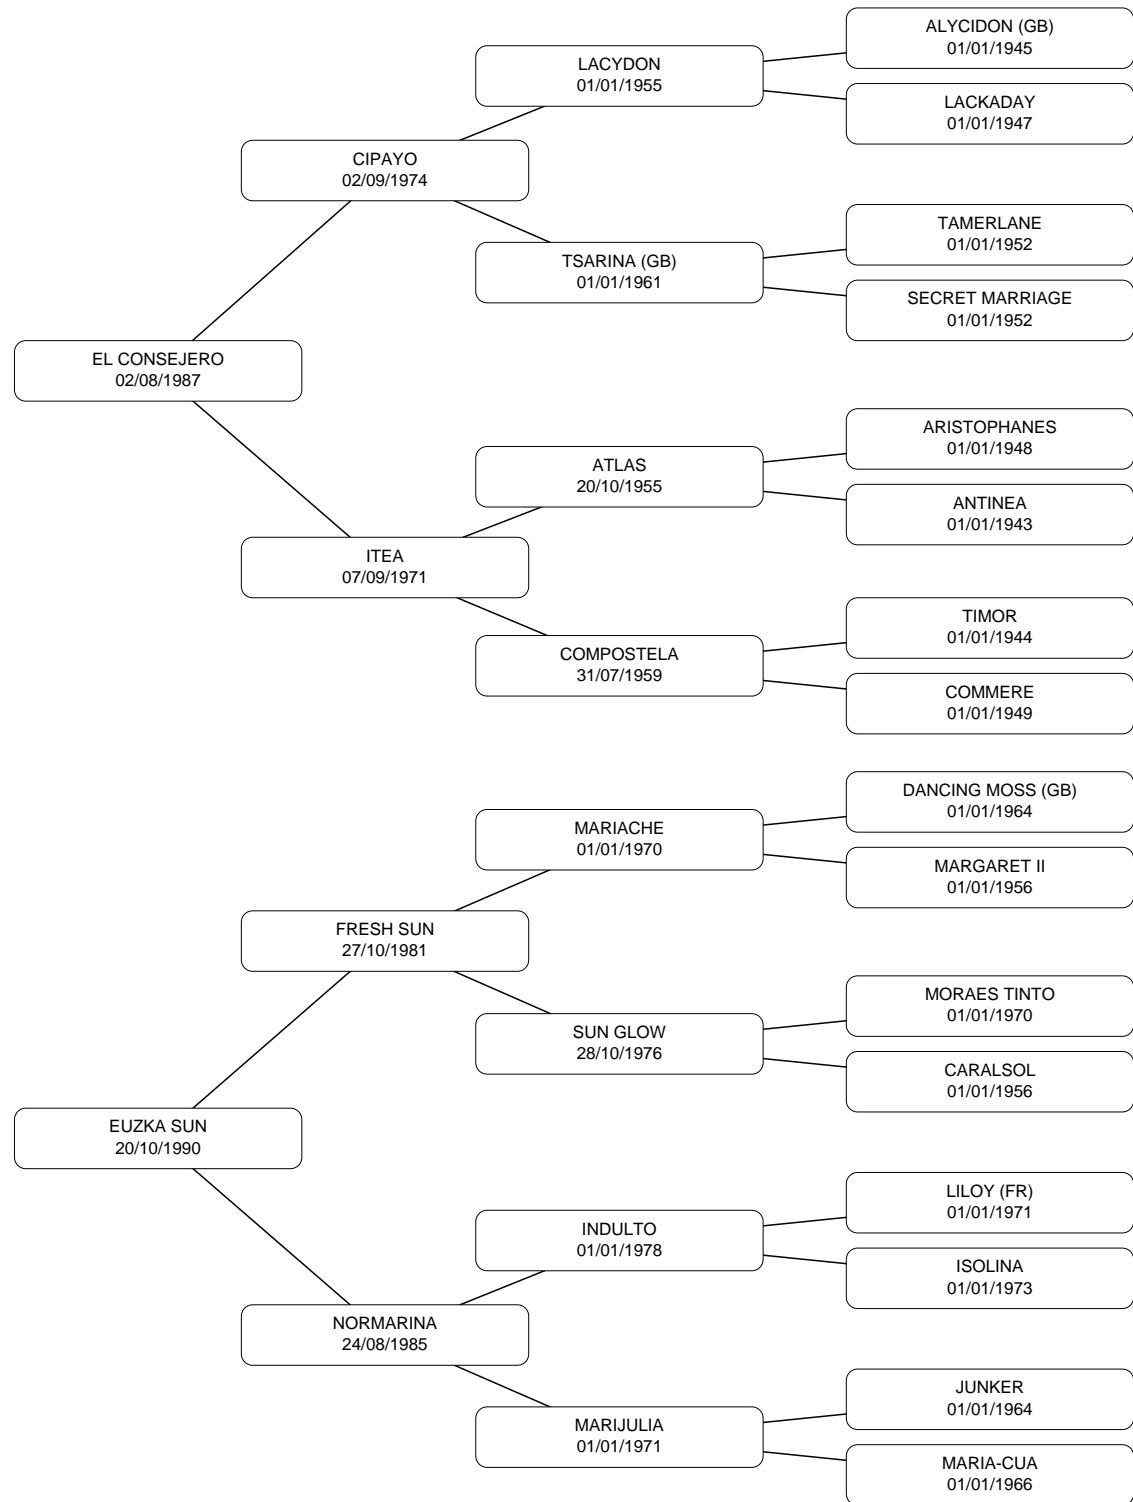 ALYCIDON (GB)
01/01/1945
LACYDON
01/01/1955
LACKADAY
01/01/1947
CIPAYO
02/09/1974
TAMERLANE
01/01/1952
TSARINA (GB)
01/01/1961
SECRET MARRIAGE
01/01/1952
EL CONSEJERO
02/08/1987
ARISTOPHANES
01/01/1948
ATLAS
20/10/1955
ANTINEA
01/01/1943
ITEA
07/09/1971
TIMOR
01/01/1944
COMPOSTELA
31/07/1959
COMMERE
01/01/1949
DANCING MOSS (GB)
01/01/1964
MARIACHE
01/01/1970
MARGARET II
01/01/1956
FRESH SUN
27/10/1981
MORAES TINTO
01/01/1970
SUN GLOW
28/10/1976
CARALSOL
01/01/1956
EUZKA SUN
20/10/1990
LILOY (FR)
01/01/1971
INDULTO
01/01/1978
ISOLINA
01/01/1973
NORMARINA
24/08/1985
JUNKER
01/01/1964
MARIJULIA
01/01/1971
MARIA-CUA
01/01/1966